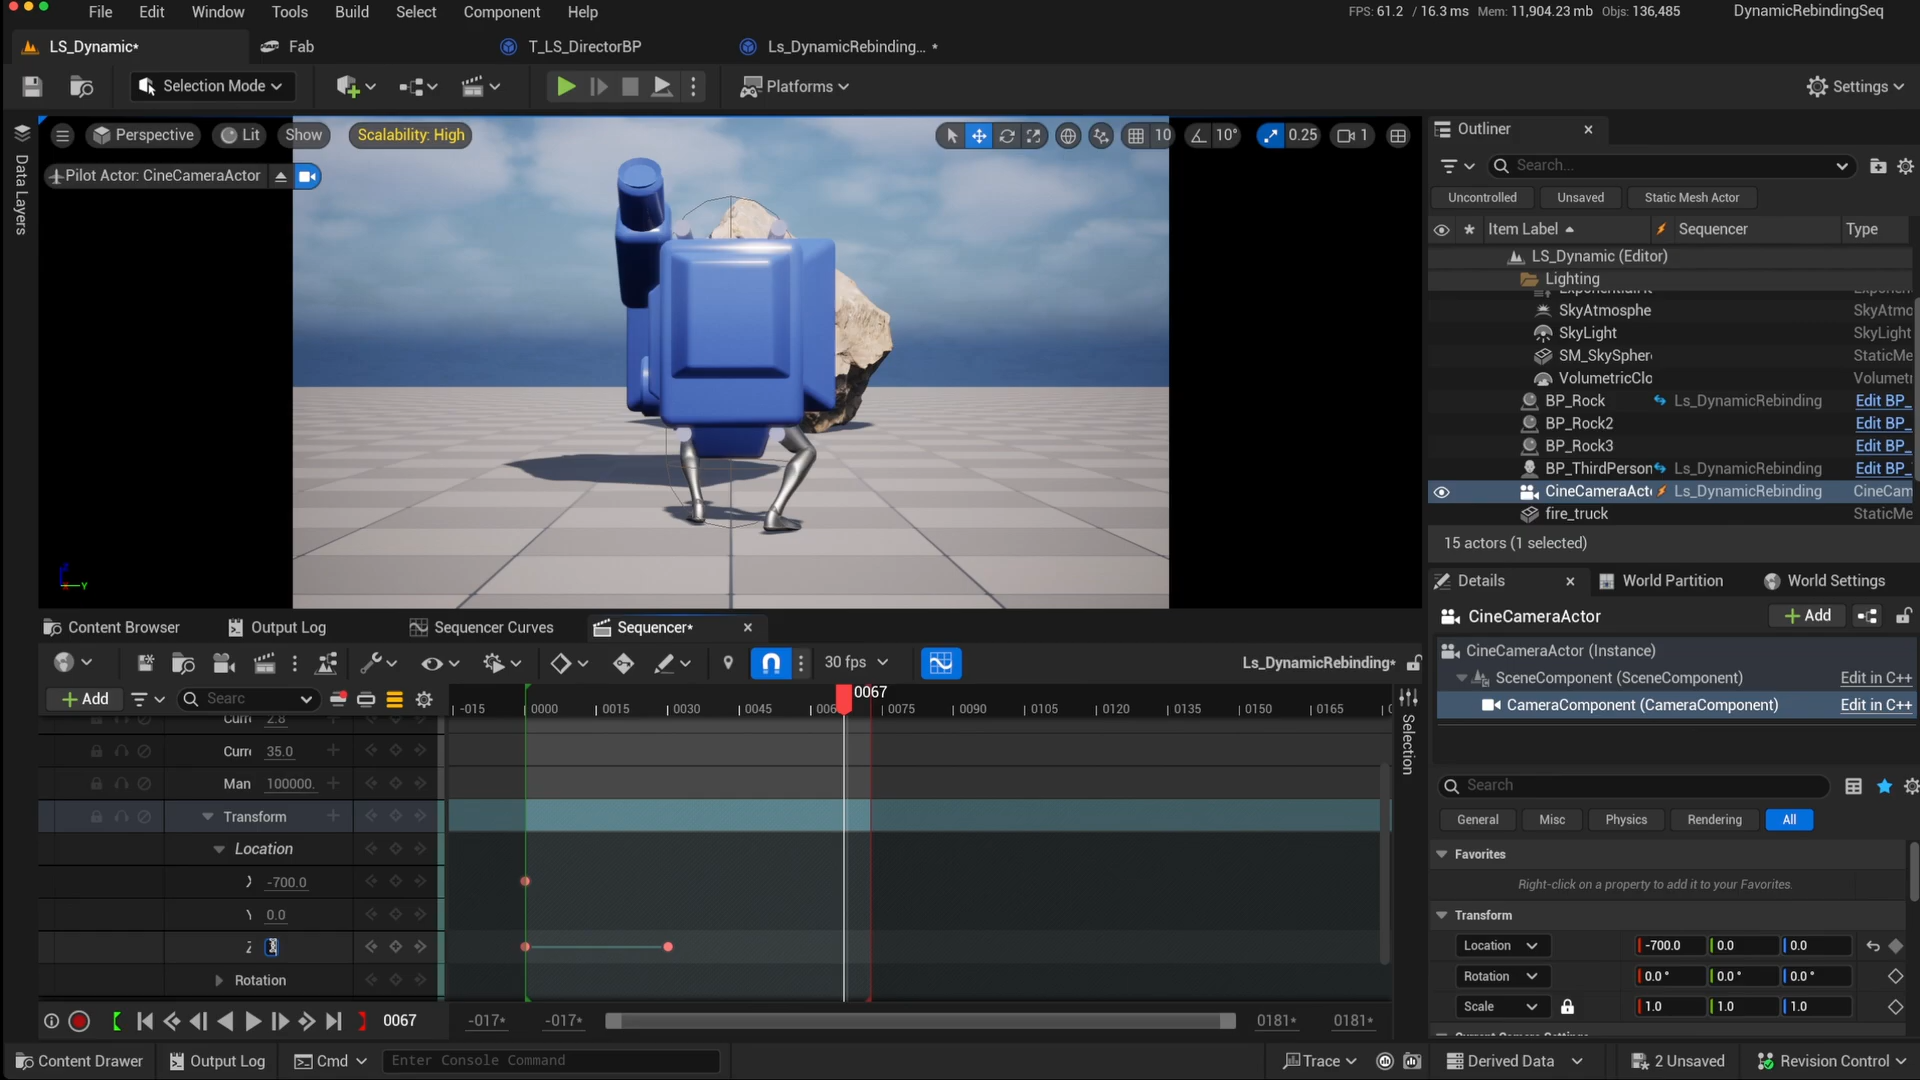 File Edit Window Tools Build Select Component Help
FPS: 61.2 / 16.3 ms Mem: 11,904.23 mb Objs: 136,485 DynamicRebindingSeq
LS_Dynamic* Fab T_LS_DirectorBP Ls_DynamicRebinding… *
Selection Mode Platforms Settings
Perspective Lit Show Scalability: High 10 10° 0.25 1
Pilot Actor: CineCameraActor
Data Layers
Outliner
Search...
Uncontrolled Unsaved Static Mesh Actor
Item Label Sequencer Type
LS_Dynamic (Editor)
Lighting
SkyAtmosphe SkyAtmo
SkyLight SkyLight
SM_SkySpher StaticMe
VolumetricClo Volumet
BP_Rock Ls_DynamicRebinding Edit BP_
BP_Rock2 Edit BP_
BP_Rock3 Edit BP_
BP_ThirdPerson Ls_DynamicRebinding Edit BP_
CineCameraAct Ls_DynamicRebinding CineCam
fire_truck StaticMe
15 actors (1 selected)
Details World Partition World Settings
CineCameraActor Add
CineCameraActor (Instance)
SceneComponent (SceneComponent) Edit in C++
CameraComponent (CameraComponent) Edit in C++
Search
General Misc Physics Rendering All
Favorites
Right-click on a property to add it to your Favorites.
Transform
Location -700.0 0.0 0.0
Rotation 0.0° 0.0° 0.0°
Scale 1.0 1.0 1.0
Content Browser Output Log Sequencer Curves Sequencer*
30 fps Ls_DynamicRebinding*
Add Searc 0067
-015 0000 0015 0030 0045 006 0075 0090 0105 0120 0135 0150 0165
2.8
Curr 35.0
Man 100000.
Transform
Location
-700.0
0.0
Z
Rotation
Selection
0067 -017* -017* 0181* 0181*
Content Drawer Output Log Cmd Enter Console Command Trace Derived Data 2 Unsaved Revision Control